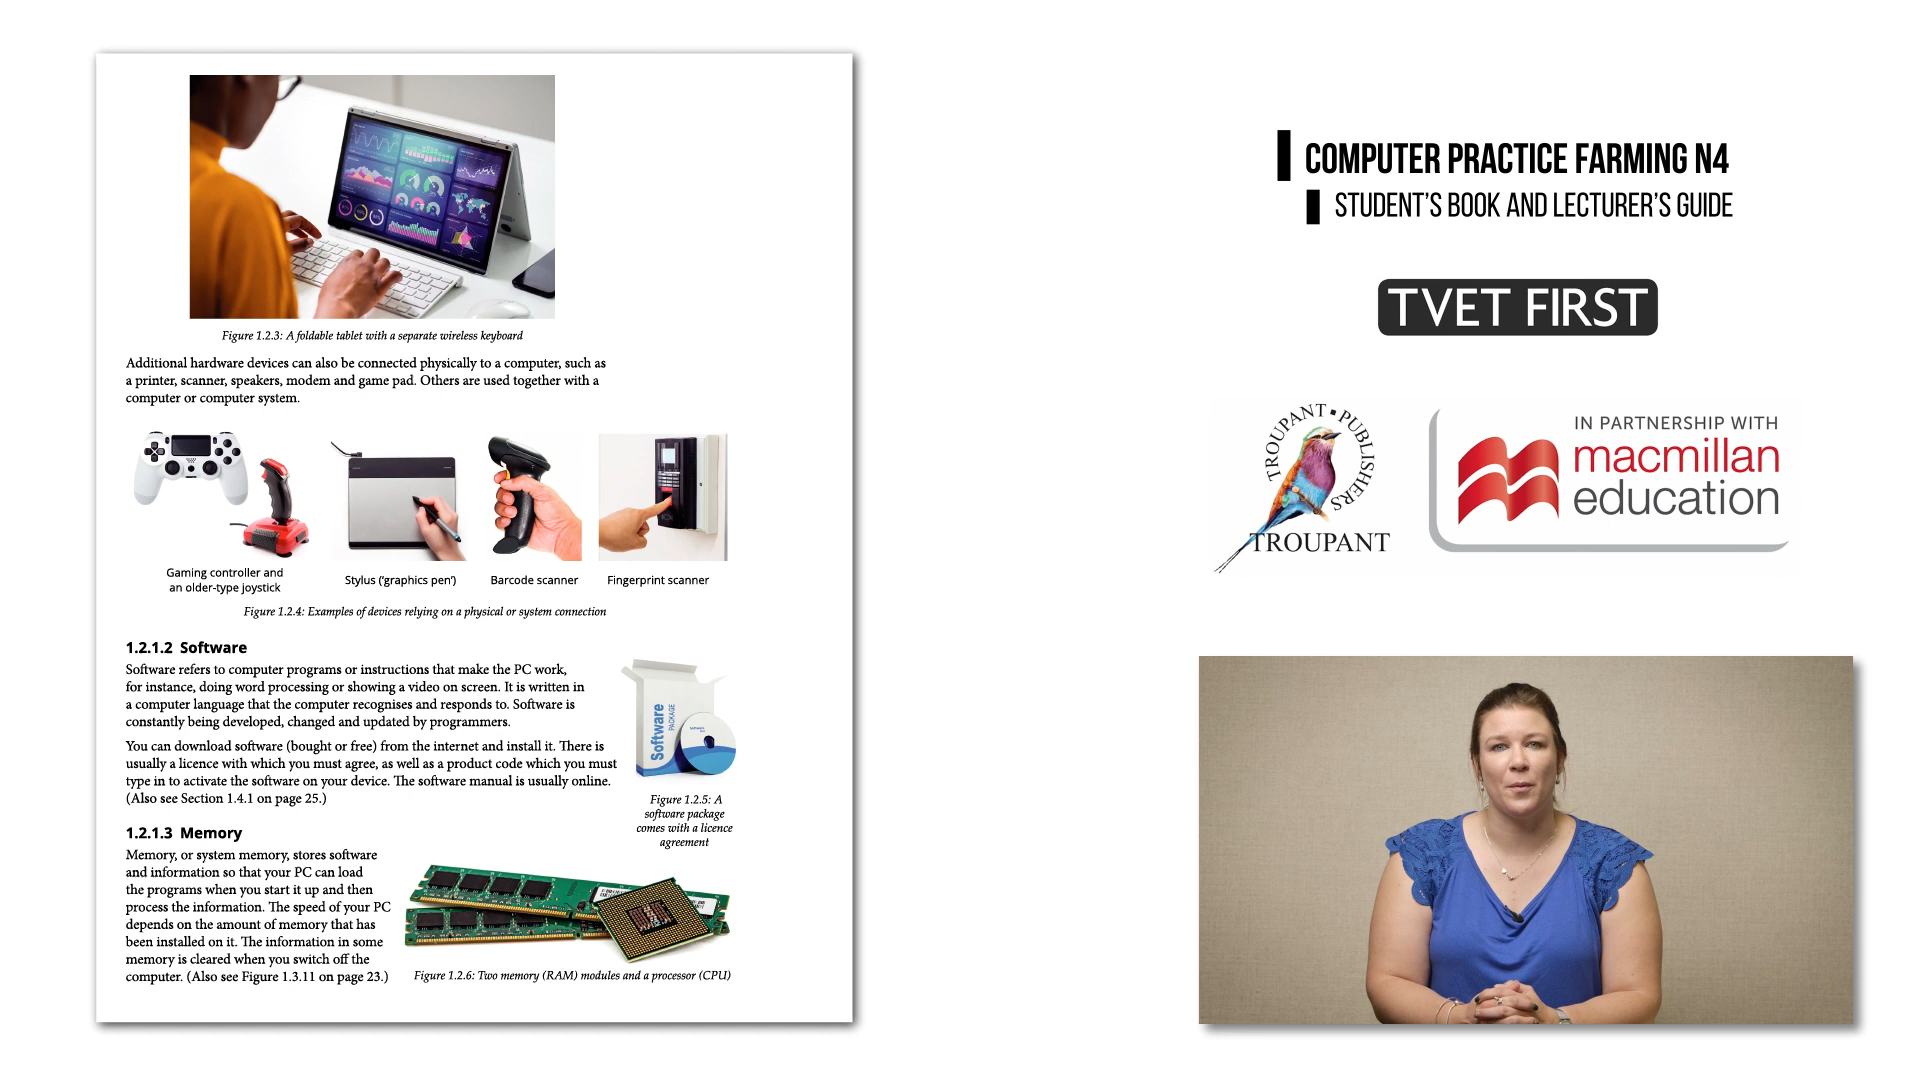 Figure 1.2.3: A foldable tablet with a separate wireless keyboard
Additional hardware devices can also be connected physically to a computer, such as
a printer, scanner, speakers, modem and game pad. Others are used together with a
computer or computer system.
Gaming controller and
an older-type joystick
Stylus (‘graphics pen’)
Barcode scanner
Fingerprint scanner
Figure 1.2.4: Examples of devices relying on a physical or system connection
1.2.1.2 Software
Software refers to computer programs or instructions that make the PC work,
for instance, doing word processing or showing a video on screen. It is written in
a computer language that the computer recognises and responds to. Software is
constantly being developed, changed and updated by programmers.
You can download software (bought or free) from the internet and install it. There is
usually a licence with which you must agree, as well as a product code which you must
type in to activate the software on your device. The software manual is usually online.
(Also see Section 1.4.1 on page 25.)
Software
PACKAGE
Figure 1.2.5: A
software package
comes with a licence
agreement
1.2.1.3 Memory
Memory, or system memory, stores software
and information so that your PC can load
the programs when you start it up and then
process the information. The speed of your PC
depends on the amount of memory that has
been installed on it. The information in some
memory is cleared when you switch off the
computer. (Also see Figure 1.3.11 on page 23.)
Figure 1.2.6: Two memory (RAM) modules and a processor (CPU)
COMPUTER PRACTICE FARMING N4
STUDENT’S BOOK AND LECTURER’S GUIDE
TVET FIRST
TROUPANT PUBLISHERS
TROUPANT
IN PARTNERSHIP WITH
macmillan
education